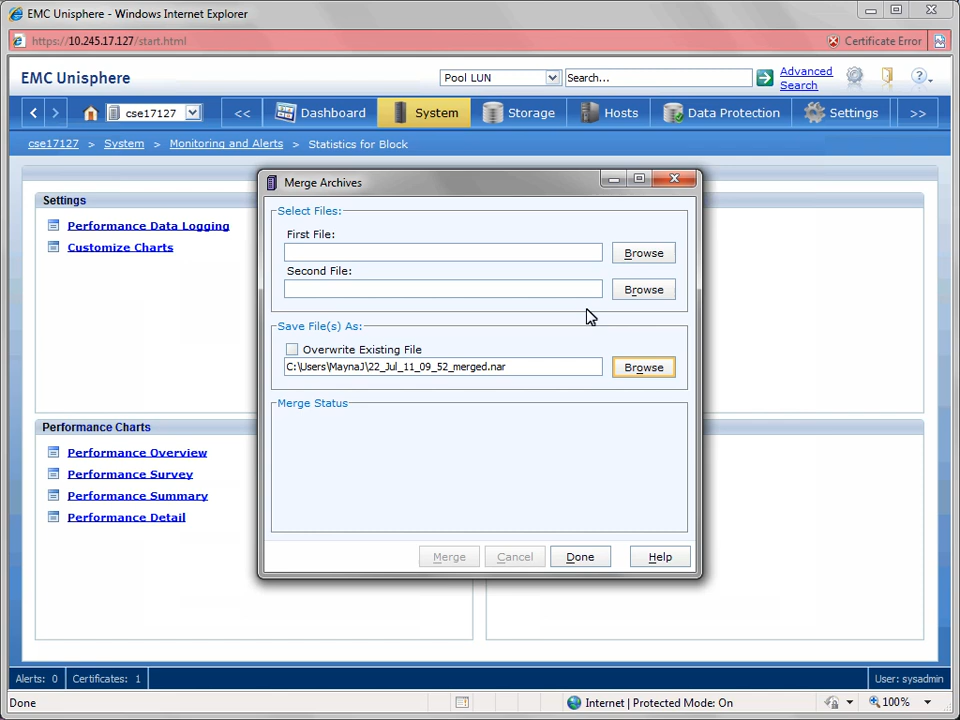 EMC Unisphere - Windows Internet Explorer
https://10.245.17.127/start.html
Certificate Error
EMC Unisphere
Pool LUN
Search...
Advanced Search
cse17127
<<
Dashboard
System
Storage
Hosts
Data Protection
Settings
>>
cse17127 > System > Monitoring and Alerts > Statistics for Block
Settings
Performance Data Logging
Customize Charts
Performance Charts
Performance Overview
Performance Survey
Performance Summary
Performance Detail
Merge Archives
Select Files:
First File:
Browse
Second File:
Browse
Save File(s) As:
Overwrite Existing File
C:\Users\MaynaJ\22_Jul_11_09_52_merged.nar
Browse
Merge Status
Merge
Cancel
Done
Help
Alerts: 0
Certificates: 1
User: sysadmin
Done
Internet | Protected Mode: On
100%